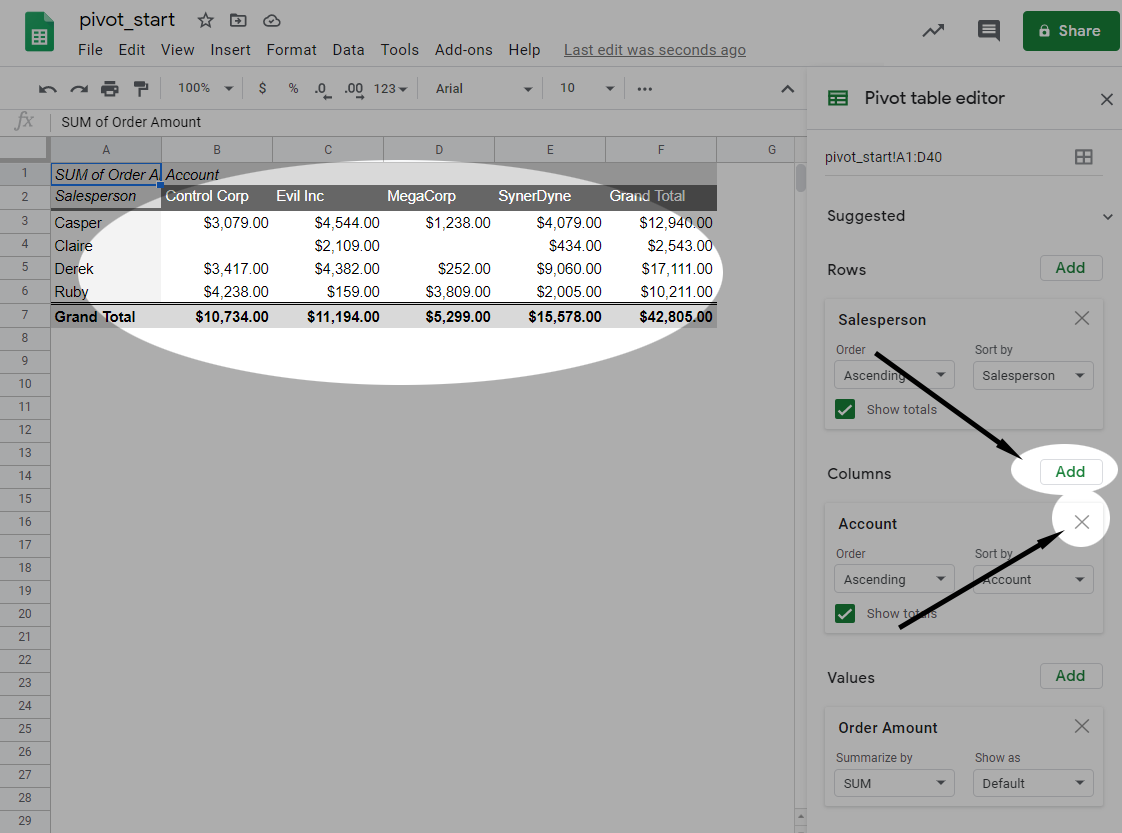 pivot_start
File Edit View Insert Format Data Tools Add-ons Help Last edit was seconds ago
Share
100% $ % .0 .00 123 Arial 10
fx SUM of Order Amount
A B C D E F G
1 SUM of Order A Account
2 Salesperson Control Corp Evil Inc MegaCorp SynerDyne Grand Total
3 Casper $3,079.00 $4,544.00 $1,238.00 $4,079.00 $12,940.00
4 Claire $2,109.00 $434.00 $2,543.00
5 Derek $3,417.00 $4,382.00 $252.00 $9,060.00 $17,111.00
6 Ruby $4,238.00 $159.00 $3,809.00 $2,005.00 $10,211.00
7 Grand Total $10,734.00 $11,194.00 $5,299.00 $15,578.00 $42,805.00
8
9
10
11
12
13
14
15
16
17
18
19
20
21
22
23
24
25
26
27
28
29
Pivot table editor
pivot_start!A1:D40
Suggested
Rows Add
Salesperson
Order Sort by
Ascending Salesperson
Show totals
Columns Add
Account
Order Sort by
Ascending Account
Show totals
Values Add
Order Amount
Summarize by Show as
SUM Default